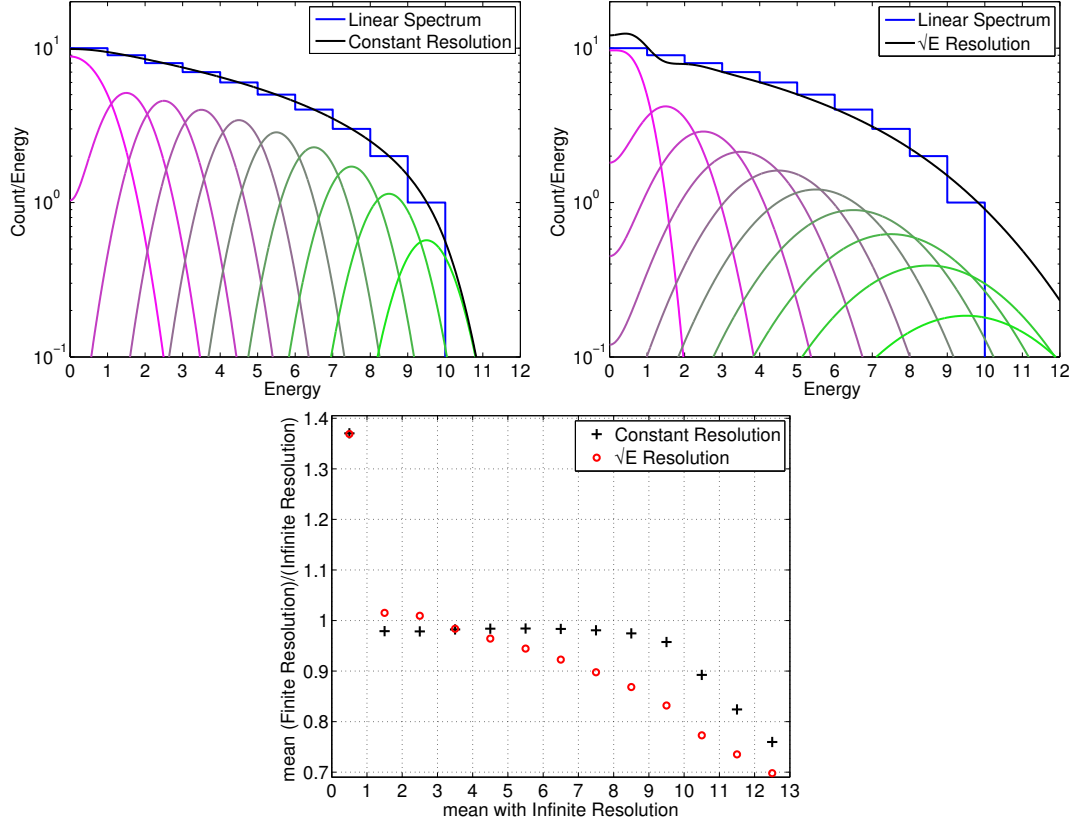 Linear Spectrum
Constant Resolution
Count/Energy
10^1
10^0
10^-1
0 1 2 3 4 5 6 7 8 9 10 11 12
Energy
Linear Spectrum
√E Resolution
Count/Energy
10^1
10^0
10^-1
0 1 2 3 4 5 6 7 8 9 10 11 12
Energy
Constant Resolution
√E Resolution
mean (Finite Resolution)/(Infinite Resolution)
1.4
1.3
1.2
1.1
1
0.9
0.8
0.7
0 1 2 3 4 5 6 7 8 9 10 11 12 13
mean with Infinite Resolution